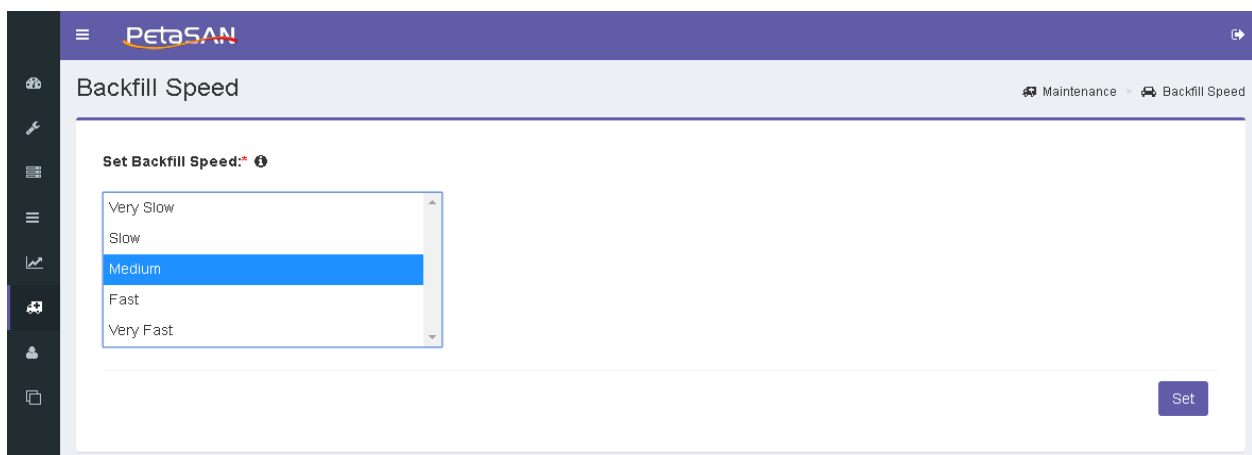 PetaSAN
Backfill Speed
Maintenance > Backfill Speed
Set Backfill Speed:*
Very Slow
Slow
Medium
Fast
Very Fast
Set